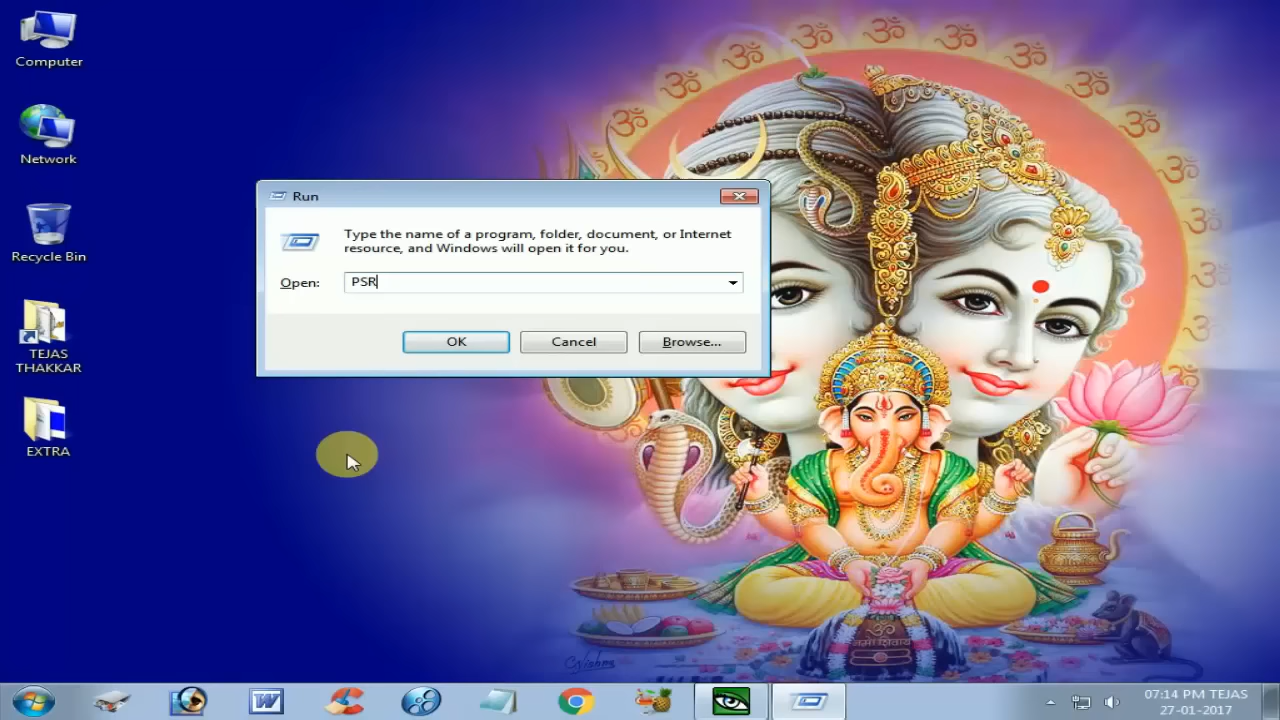 Computer
Network
Recycle Bin
TEJAS
THAKKAR
EXTRA
Run
Type the name of a program, folder, document, or Internet
resource, and Windows will open it for you.
Open:
PSR
OK
Cancel
Browse...
ॐ
नमः शिवाय
07:14 PM TEJAS
27-01-2017